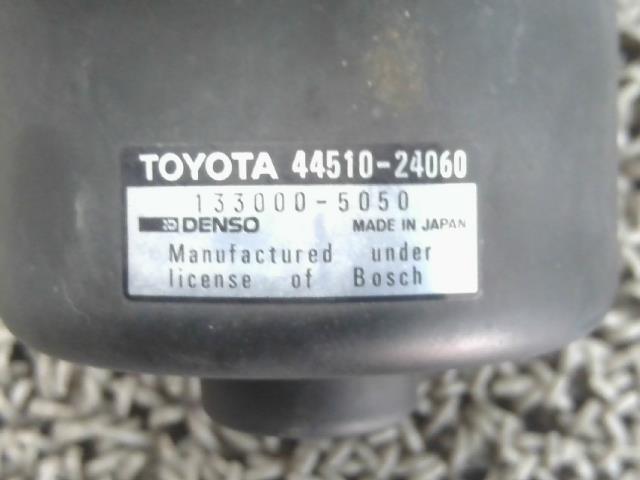 TOYOTA 44510-24060
133000-5050
DENSO MADE IN JAPAN
Manufactured under
license of Bosch